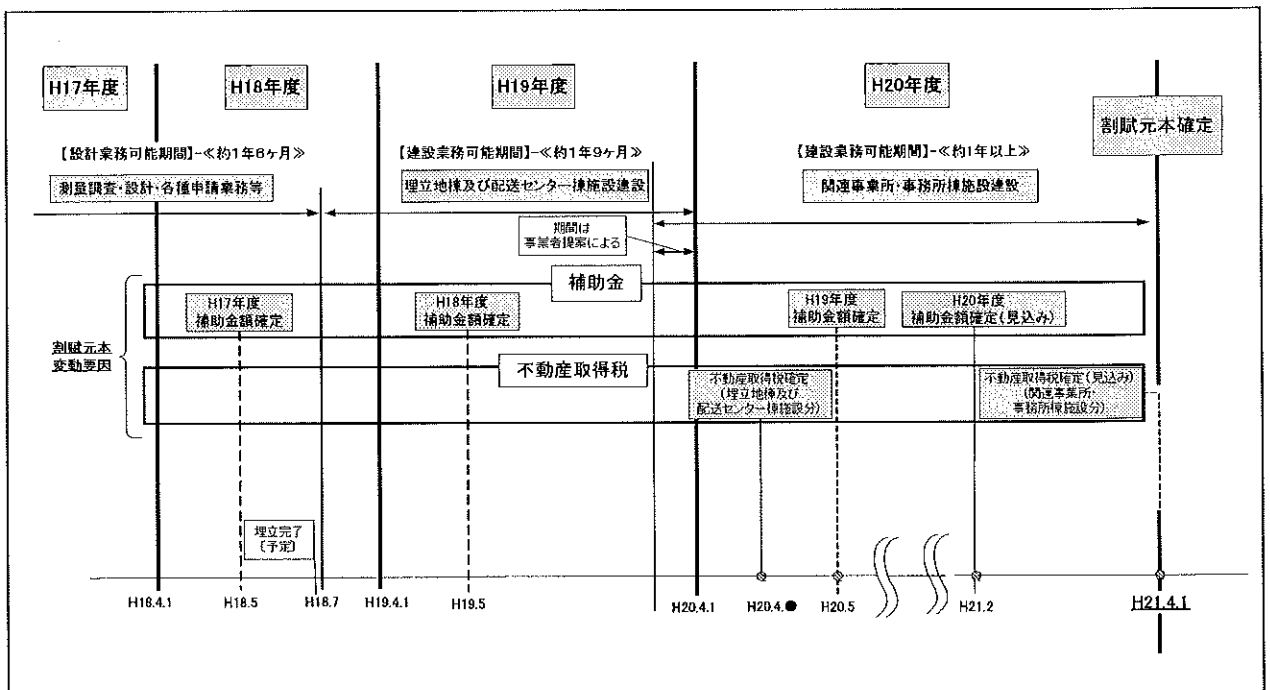 H17年度
H18年度
H19年度
H20年度
割賦元本確定
【設計業務可能期間】-≪約1年6ヶ月≫
【建設業務可能期間】-≪約1年9ヶ月≫
【建設業務可能期間】-≪約1年以上≫
測量調査・設計・各種申請業務等
埋立地棟及び配送センター棟施設建設
関連事業所・事務所棟施設建設
期間は
事業者提案による
補助金
H17年度
補助金額確定
H18年度
補助金額確定
H19年度
補助金額確定
H20年度
補助金額確定(見込み)
割賦元本
変動要因
不動産取得税
不動産取得税確定
(埋立地棟及び
配送センター棟施設分)
不動産取得税確定(見込み)
(関連事業所・
事務所棟施設分)
埋立完了
(予定)
H18.4.1
H18.5
H18.7
H19.4.1
H19.5
H20.4.1
H20.4.●
H20.5
H21.2
H21.4.1